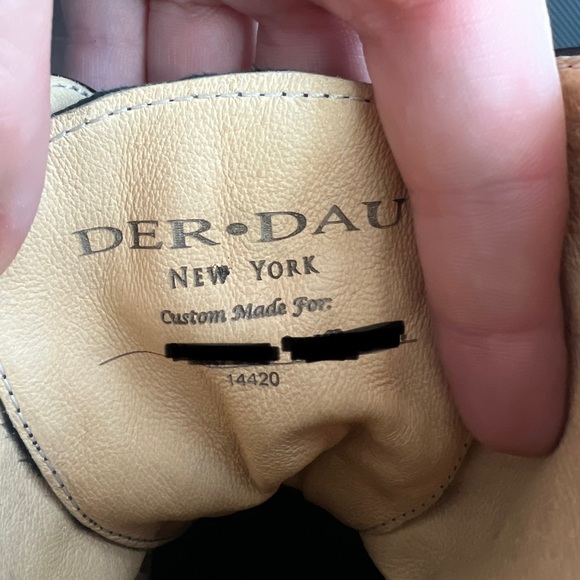 DER•DAU
NEW YORK
Custom Made For:
14420